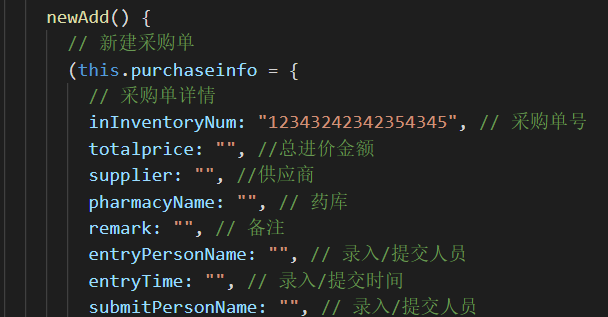 newAdd() {
// 新建采购单
(this.purchaseinfo = {
// 采购单详情
inInventoryNum: "12343242342354345", // 采购单号
totalprice: "", //总进价金额
supplier: "", //供应商
pharmacyName: "", // 药库
remark: "", // 备注
entryPersonName: "", // 录入/提交人员
entryTime: "", // 录入/提交时间
submitPersonName: "", // 录入/提交人员